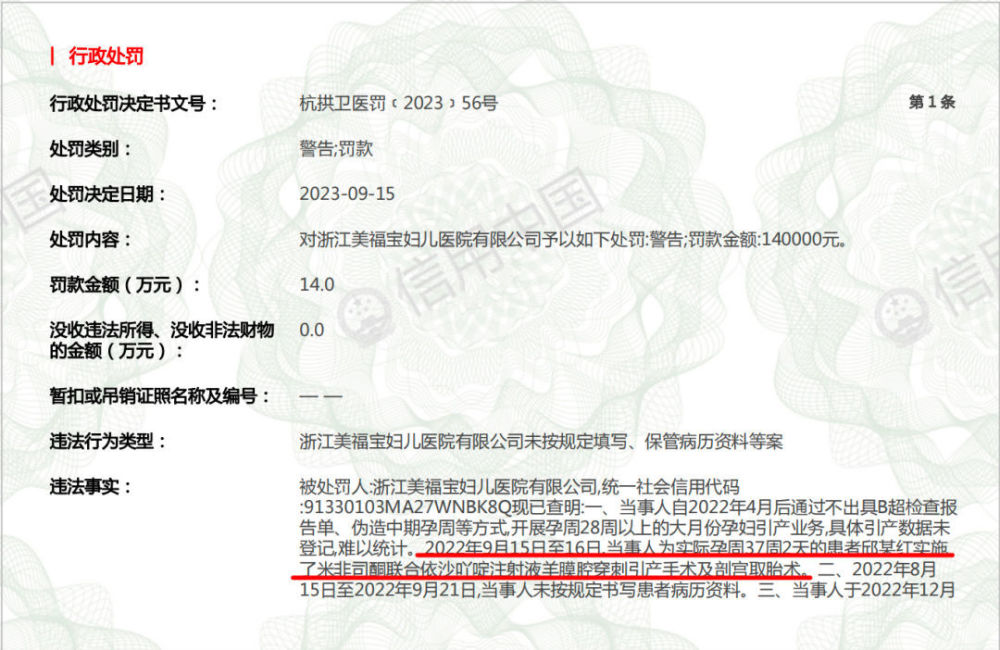 行政处罚
行政处罚决定书文号： 杭拱卫医罚﹝2023﹞56号 第1条
处罚类别： 警告;罚款
处罚决定日期： 2023-09-15
处罚内容： 对浙江美福宝妇儿医院有限公司予以如下处罚:警告;罚款金额:140000元。
罚款金额（万元）： 14.0
没收违法所得、没收非法财物 0.0
的金额（万元）：
暂扣或吊销证照名称及编号： — —
违法行为类型： 浙江美福宝妇儿医院有限公司未按规定填写、保管病历资料等案
违法事实： 被处罚人:浙江美福宝妇儿医院有限公司,统一社会信用代码
:91330103MA27WNBK8Q现已查明:一、当事人自2022年4月后通过不出具B超检查报
告单、伪造中期孕周等方式,开展孕周28周以上的大月份孕妇引产业务,具体引产数据未
登记,难以统计。2022年9月15日至16日,当事人为实际孕周37周2天的患者邱某红实施
了米非司酮联合依沙吖啶注射液羊膜腔穿刺引产手术及剖宫取胎术。二、2022年8月
15日至2022年9月21日,当事人未按规定书写患者病历资料。三、当事人于2022年12月
中国
信用中国
信用